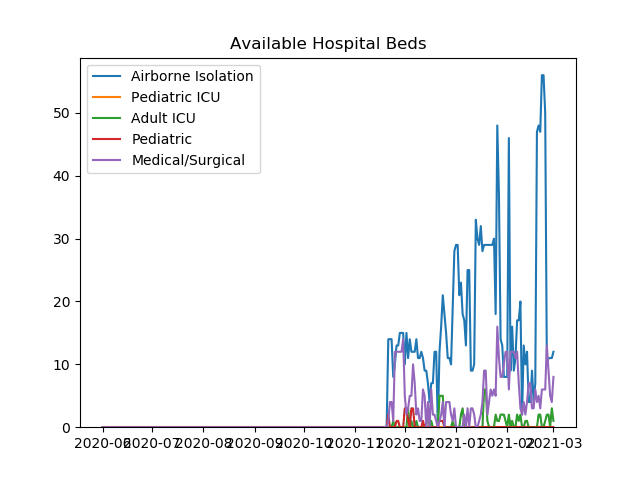 Available Hospital Beds
Airborne Isolation
Pediatric ICU
Adult ICU
Pediatric
Medical/Surgical
50
40
30
20
10
0
2020-06 2020-07 2020-08 2020-09 2020-10 2020-11 2020-12 2021-01 2021-02 2021-03